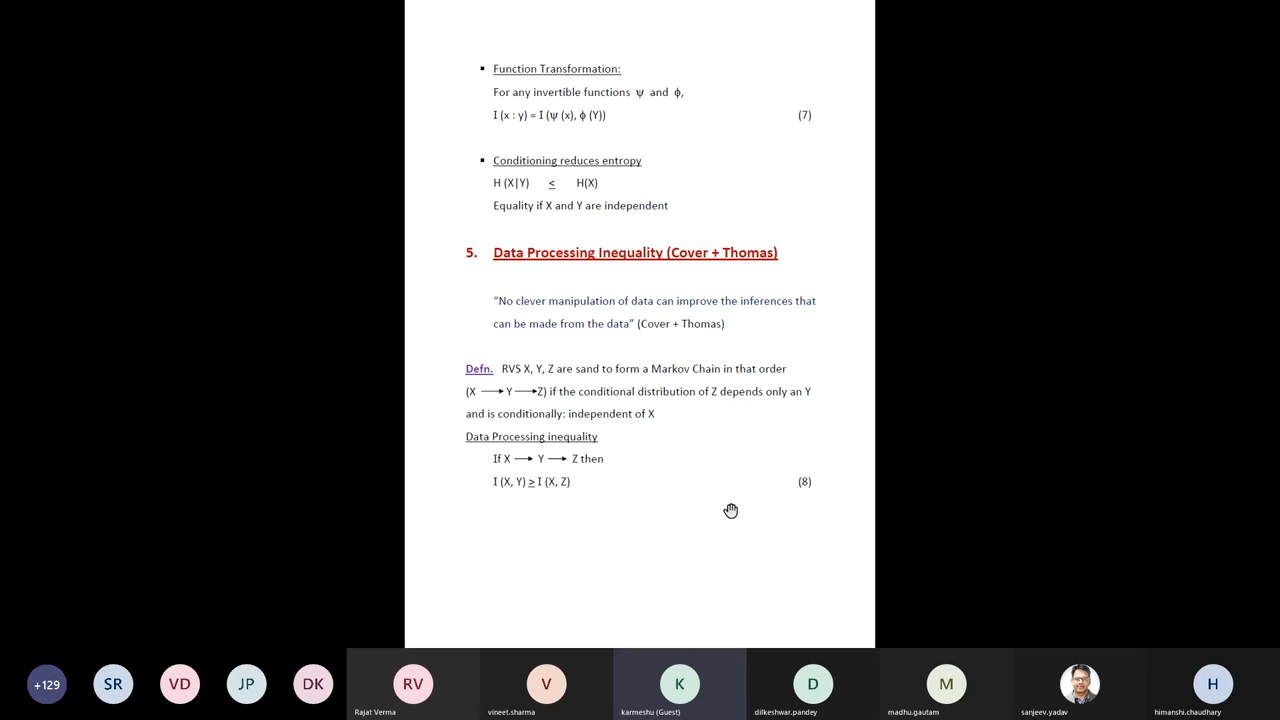 ▪ Function Transformation:
For any invertible functions ψ and ϕ,
I (x : y) = I (ψ (x), ϕ (Y)) (7)
▪ Conditioning reduces entropy
H (X|Y) ≤ H(X)
Equality if X and Y are independent
5. Data Processing Inequality (Cover + Thomas)
“No clever manipulation of data can improve the inferences that
can be made from the data” (Cover + Thomas)
Defn. RVS X, Y, Z are sand to form a Markov Chain in that order
(X ⟶ Y ⟶ Z) if the conditional distribution of Z depends only an Y
and is conditionally: independent of X
Data Processing inequality
If X ⟶ Y ⟶ Z then
I (X, Y) ≥ I (X, Z) (8)
+129 SR VD JP DK RV V K D M H
Rajat Verma vineet.sharma karmeshu (Guest) dilkeshwar.pandey madhu.gautam sanjeev.yadav himanshi.chaudhary